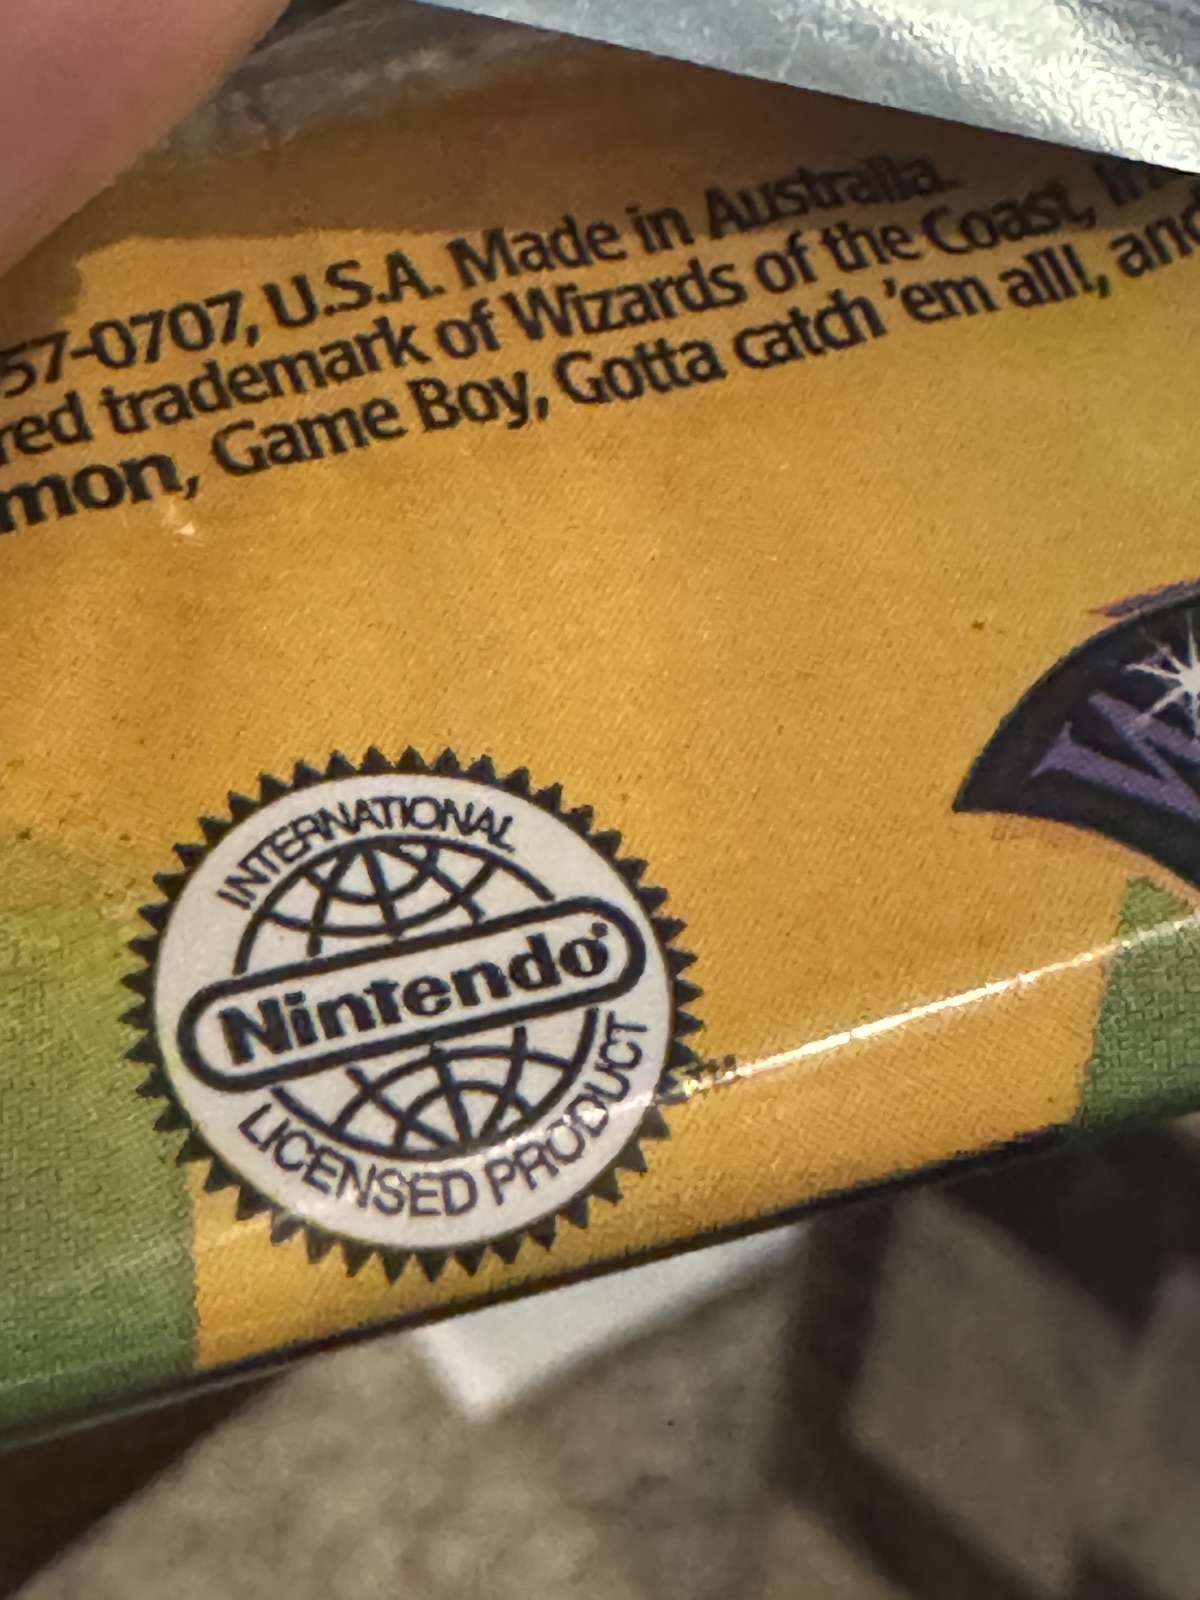 57-0707, U.S.A. Made in Australia.
red trademark of Wizards of the Coast,
mon, Game Boy, Gotta catch 'em all!, and
INTERNATIONAL
Nintendo®
LICENSED PRODUCT